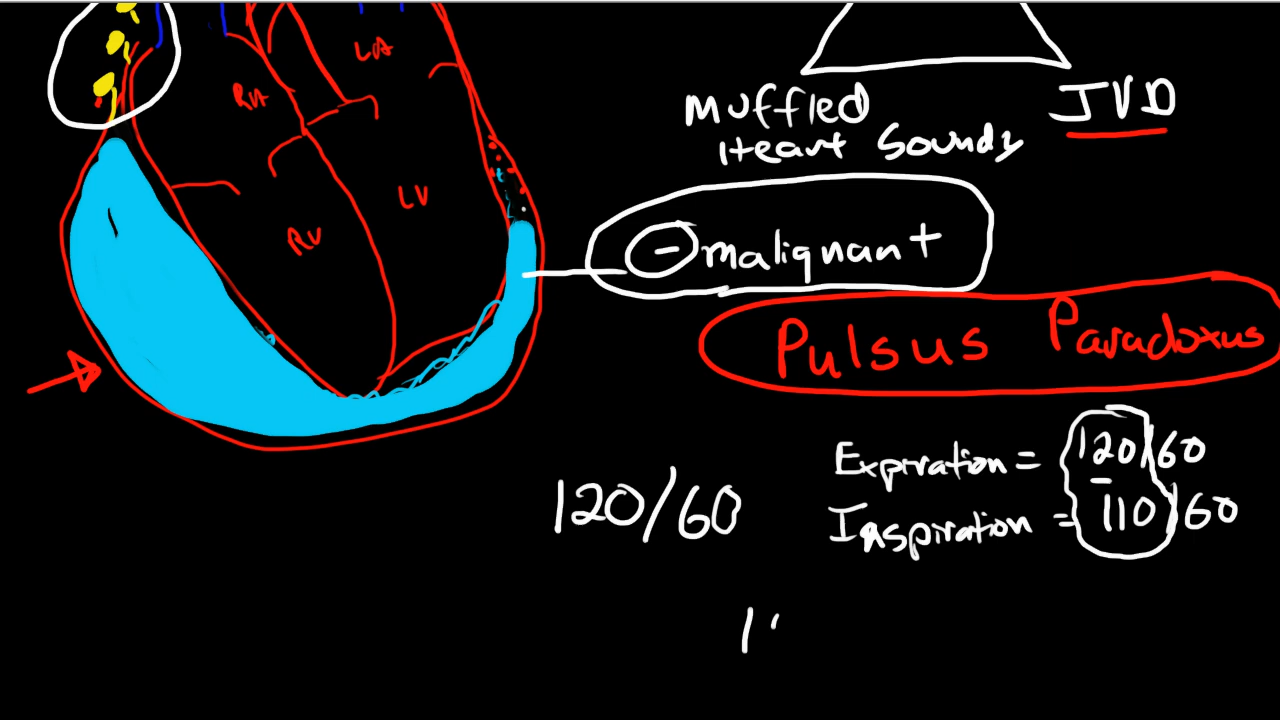 LA
RA
Muffled
Heart Sounds
JVD
LV
RV
- malignant
Pulsus Paradoxus
Expiration = 120/60
120/60
Inspiration = 110/60